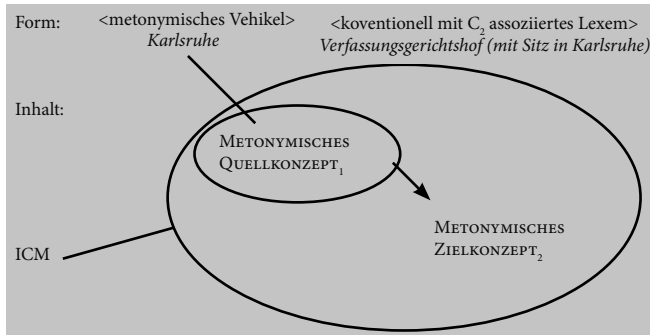 Form: <metonymisches Vehikel> <koventionell mit C₂ assoziiertes Lexem>
Karlsruhe Verfassungsgerichtshof (mit Sitz in Karlsruhe)
Inhalt:
Metonymisches
Quellkonzept₁
Metonymisches
Zielkonzept₂
ICM